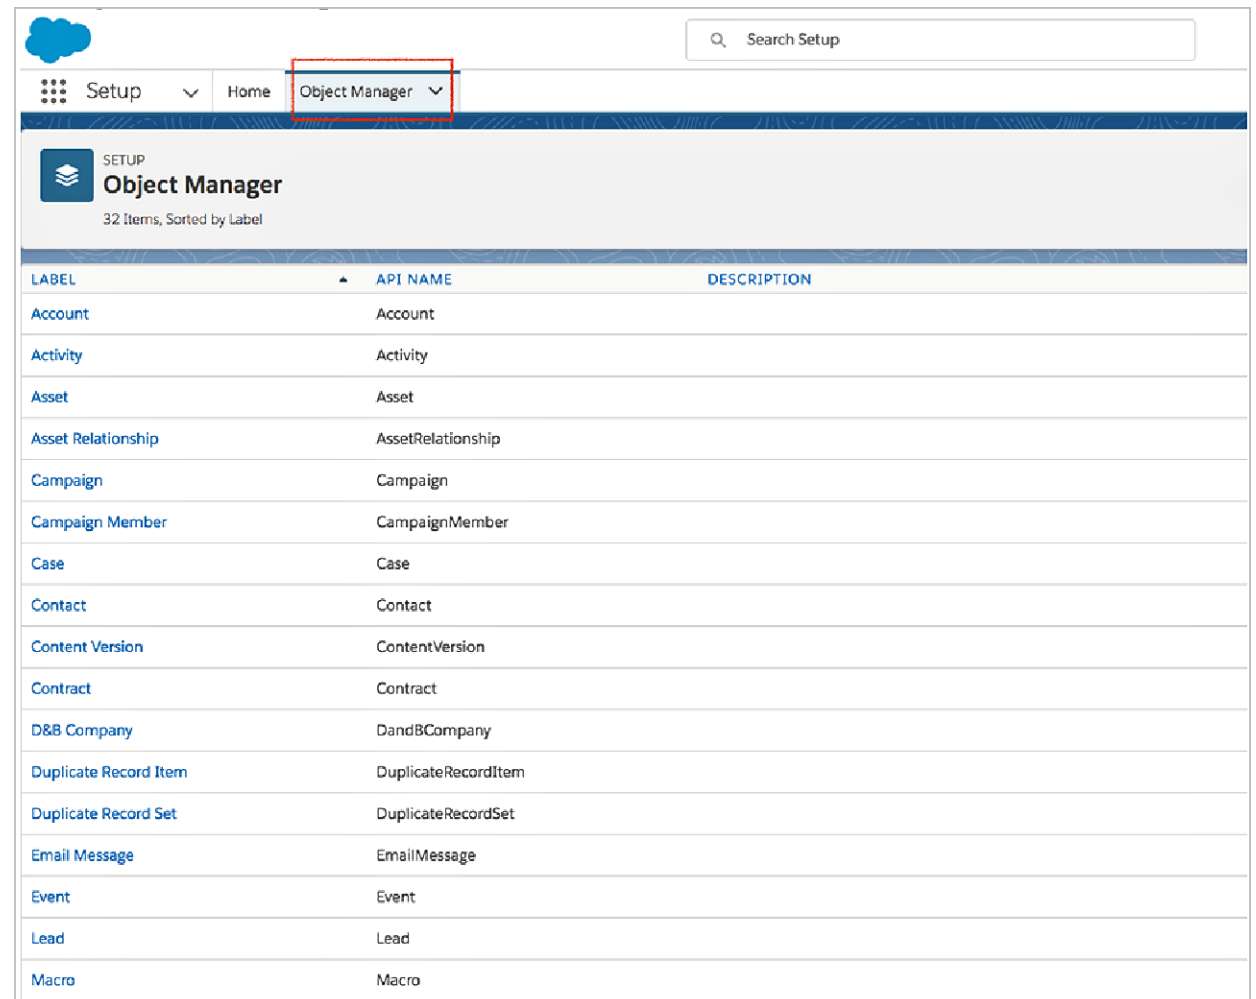 Search Setup
Setup Home Object Manager
SETUP
Object Manager
32 Items, Sorted by Label
LABEL API NAME DESCRIPTION
Account Account
Activity Activity
Asset Asset
Asset Relationship AssetRelationship
Campaign Campaign
Campaign Member CampaignMember
Case Case
Contact Contact
Content Version ContentVersion
Contract Contract
D&B Company DandBCompany
Duplicate Record Item DuplicateRecordItem
Duplicate Record Set DuplicateRecordSet
Email Message EmailMessage
Event Event
Lead Lead
Macro Macro